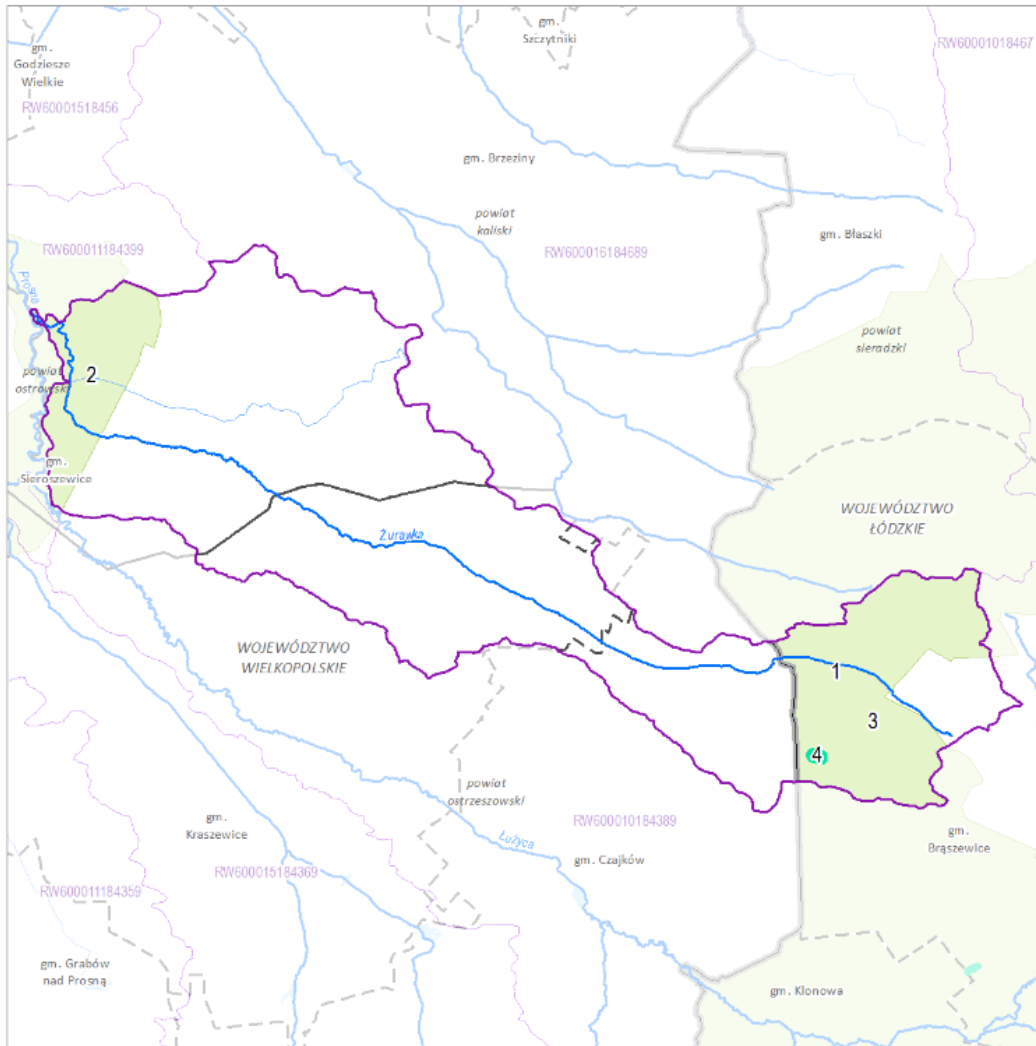 gm.
Szczytniki
RW60001018467
gm.
Godziesze
Wielkie
RW60001518456
gm. Brzeziny
powiat
kaliski
gm. Błaszki
RW600011184399
RW600016184689
Prosna
powiat
sieradzki
powiat
ostrowski
2
gm.
Sieroszewice
WOJEWÓDZTWO
ŁÓDZKIE
Żurawka
WOJEWÓDZTWO
WIELKOPOLSKIE
1
3
4
powiat
ostrzeszowski
gm.
Kraszewice
RW600010184389
Łużyca
gm. Czajków
gm.
Brąszewice
RW600015184369
RW600011184359
gm. Grabów
nad Prosną
gm. Klonowa